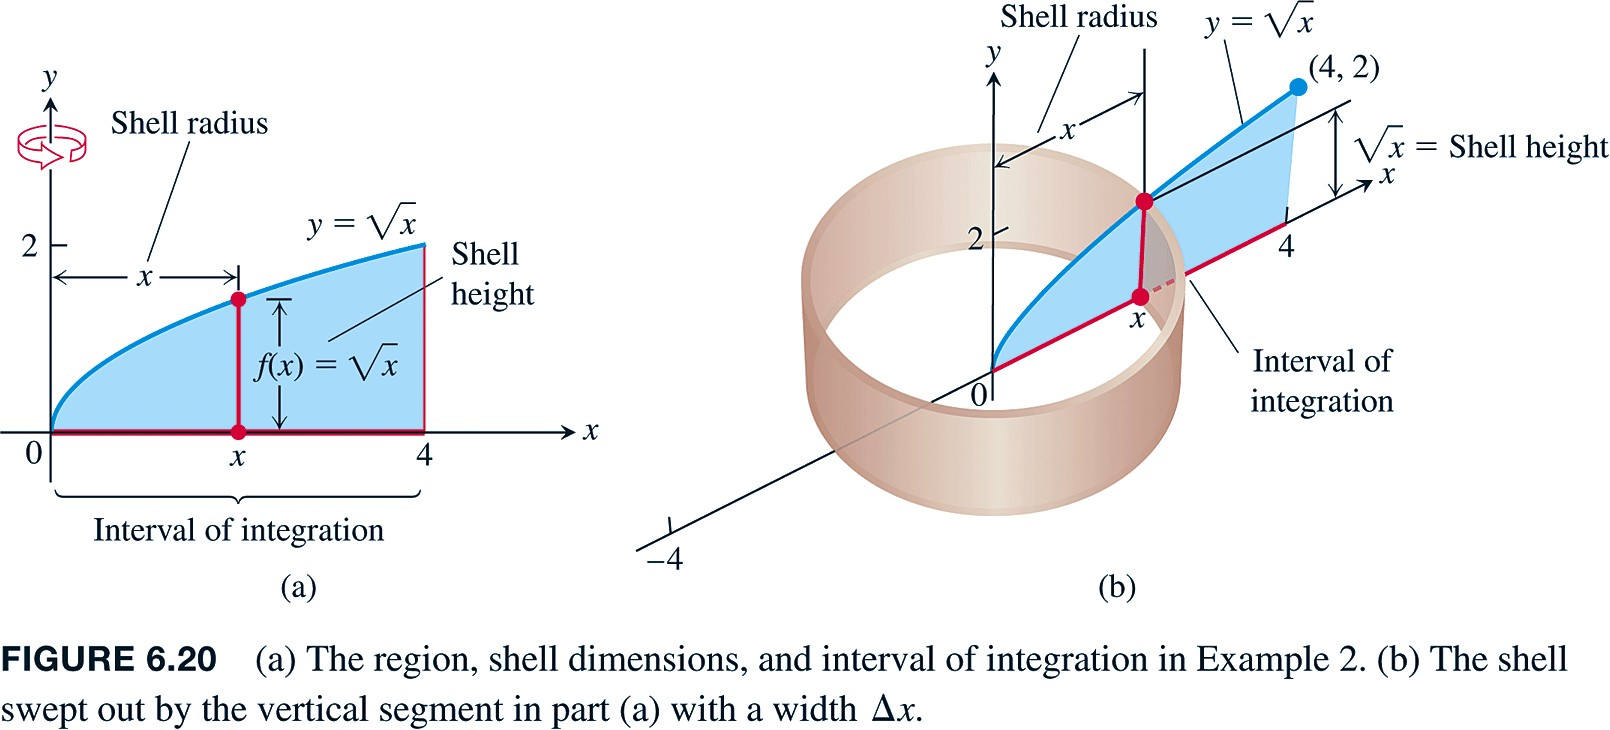 y
Shell radius
y = √x
2
x
Shell
height
f(x) = √x
x
0
x
4
Interval of integration
(a)
Shell radius
y = √x
y
(4, 2)
x
√x = Shell height
x
2
4
x
0
Interval of
integration
−4
(b)
FIGURE 6.20 (a) The region, shell dimensions, and interval of integration in Example 2. (b) The shell
swept out by the vertical segment in part (a) with a width Δx.